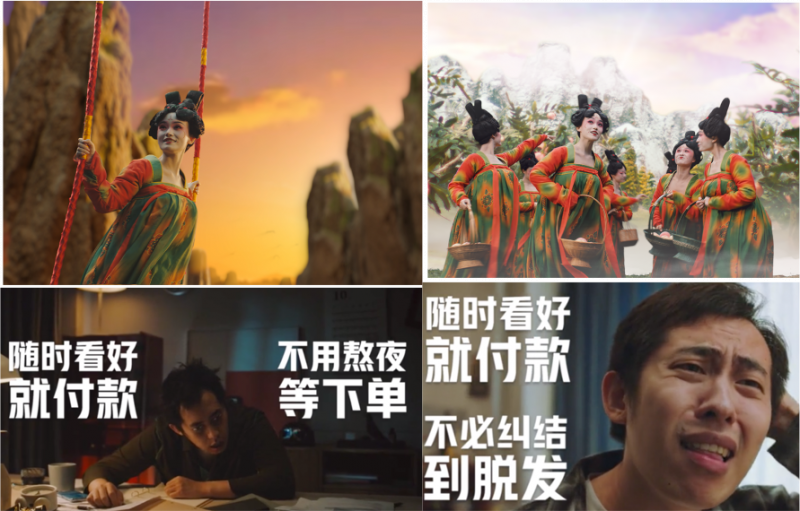 随时看好
就付款
不用熬夜
等下单
随时看好
就付款
不必纠结
到脱发